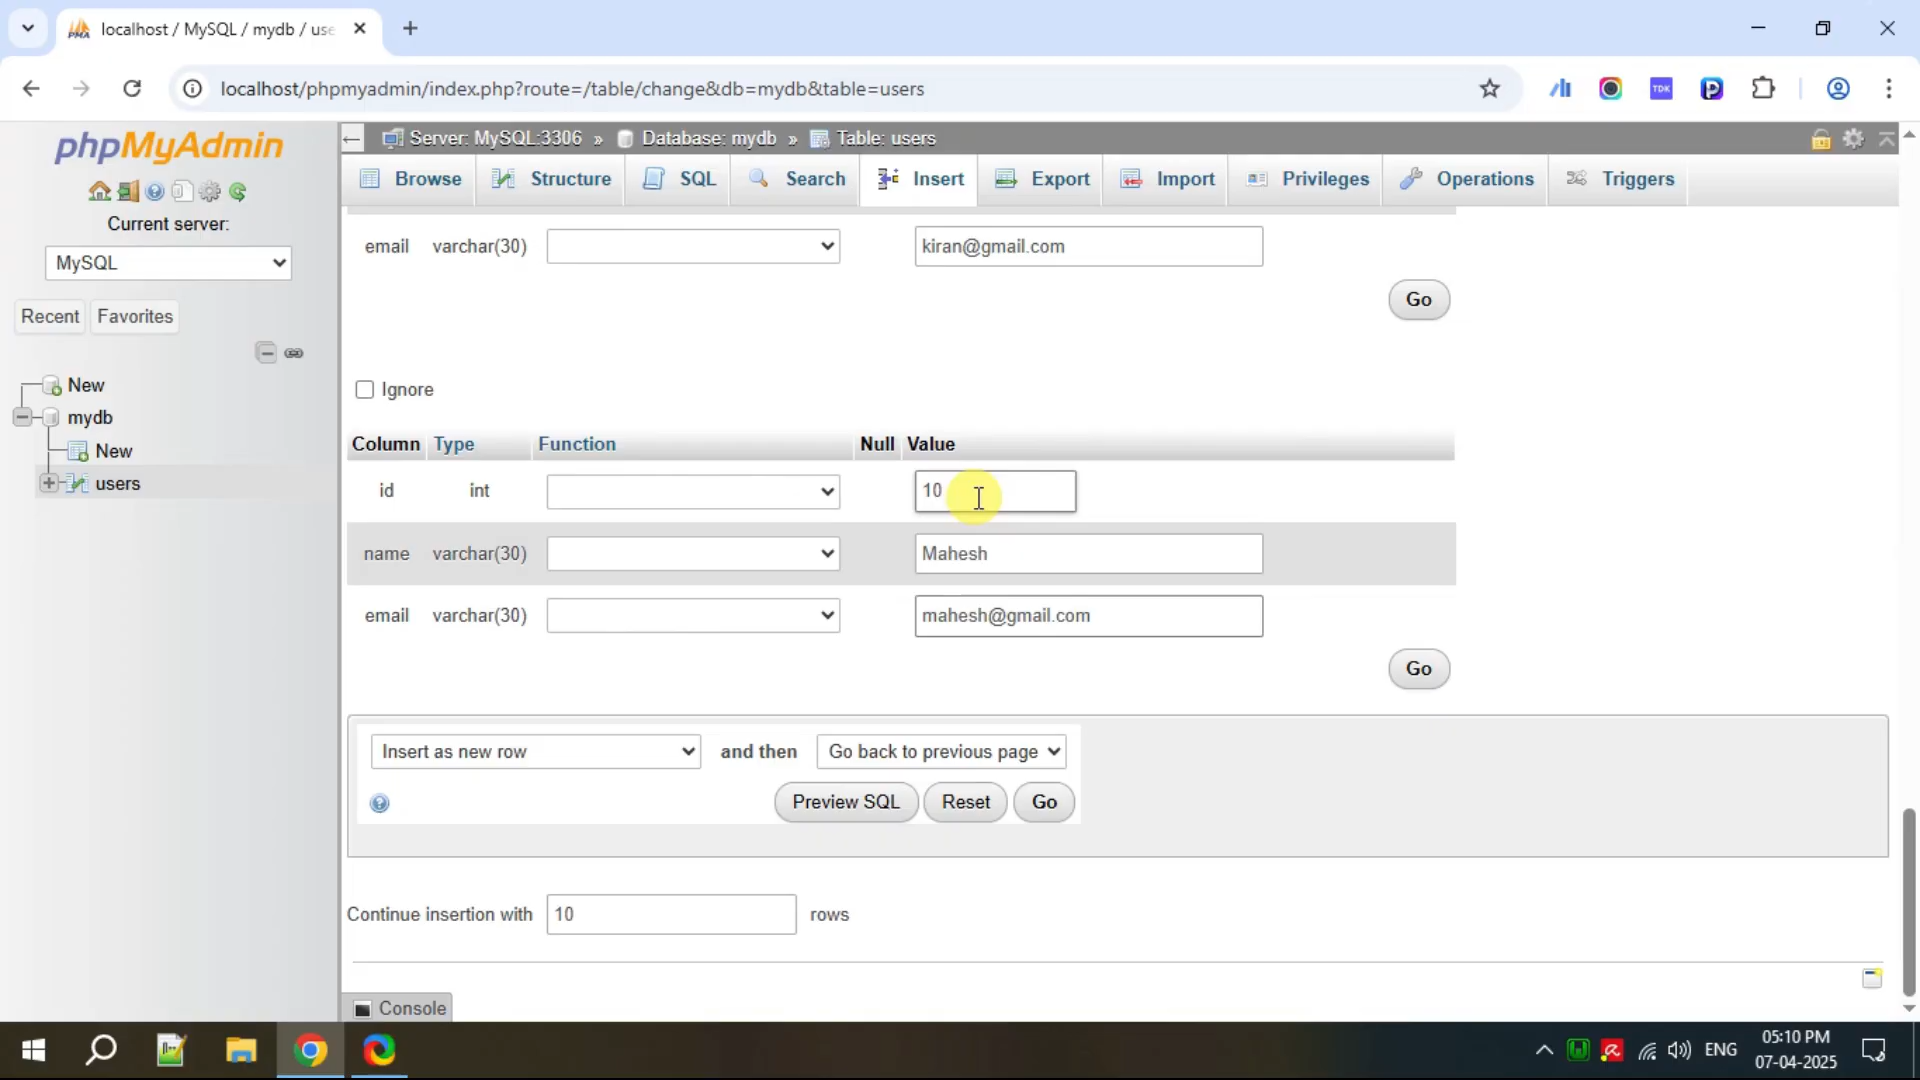 localhost / MySQL / mydb / use
localhost/phpmyadmin/index.php?route=/table/change&db=mydb&table=users
TDK
phpMyAdmin
Current server:
MySQL
Recent
Favorites
New
mydb
New
users
Server: MySQL:3306 » Database: mydb » Table: users
Browse
Structure
SQL
Search
Insert
Export
Import
Privileges
Operations
Triggers
email varchar(30) kiran@gmail.com
Go
Ignore
Column Type Function Null Value
id int 10
name varchar(30) Mahesh
email varchar(30) mahesh@gmail.com
Go
Insert as new row and then Go back to previous page
Preview SQL Reset Go
Continue insertion with 10 rows
Console
ENG
05:10 PM
07-04-2025